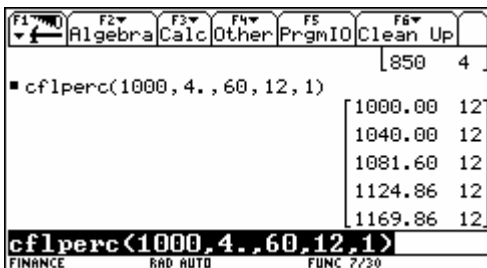 F1 F2 F3 F4 F5 F6
Algebra Calc Other PrgmIO Clean Up
850 4
cflperc(1000,4.,60,12,1)
1000.00 12
1040.00 12
1081.60 12
1124.86 12
1169.86 12
cflperc(1000,4.,60,12,1)
FINANCE RAD AUTO FUNC 7/30